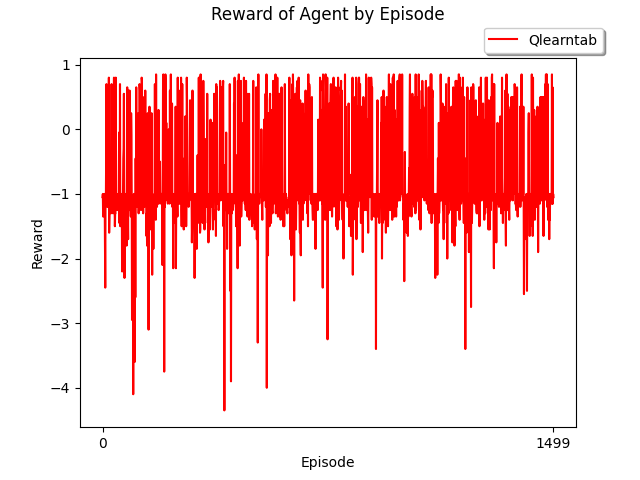 Reward of Agent by Episode
Qlearntab
1
0
−1
−2
−3
−4
Reward
0
1499
Episode